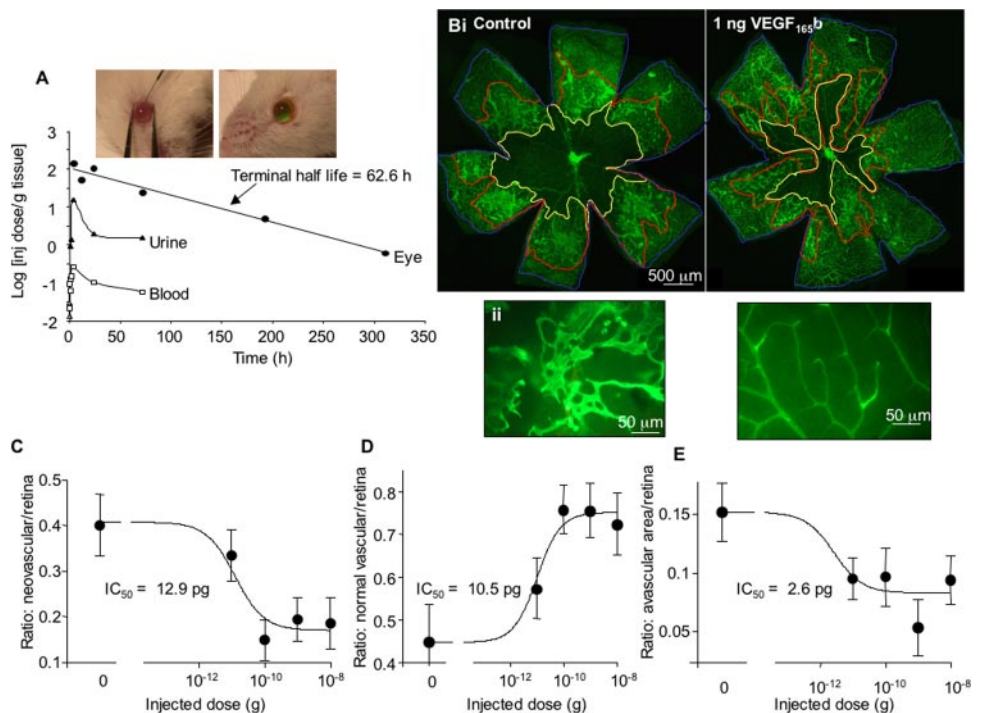 A
Log [inj dose/g tissue]
3
2
1
0
-1
-2
Terminal half life = 62.6 h
Urine
Blood
Eye
0 50 100 150 200 250 300 350
Time (h)
Bi Control
1 ng VEGF165b
500 μm
ii
50 μm
50 μm
C
Ratio: neovascular/retina
0.5
0.4
0.3
0.2
0.1
IC50 = 12.9 pg
0 10-12 10-10 10-8
Injected dose (g)
D
Ratio: normal vascular/retina
0.8
0.7
0.6
0.5
0.4
IC50 = 10.5 pg
0 10-12 10-10 10-8
Injected dose (g)
E
Ratio: avascular area/retina
0.15
0.1
0.05
IC50 = 2.6 pg
0 10-12 10-10 10-8
Injected dose (g)